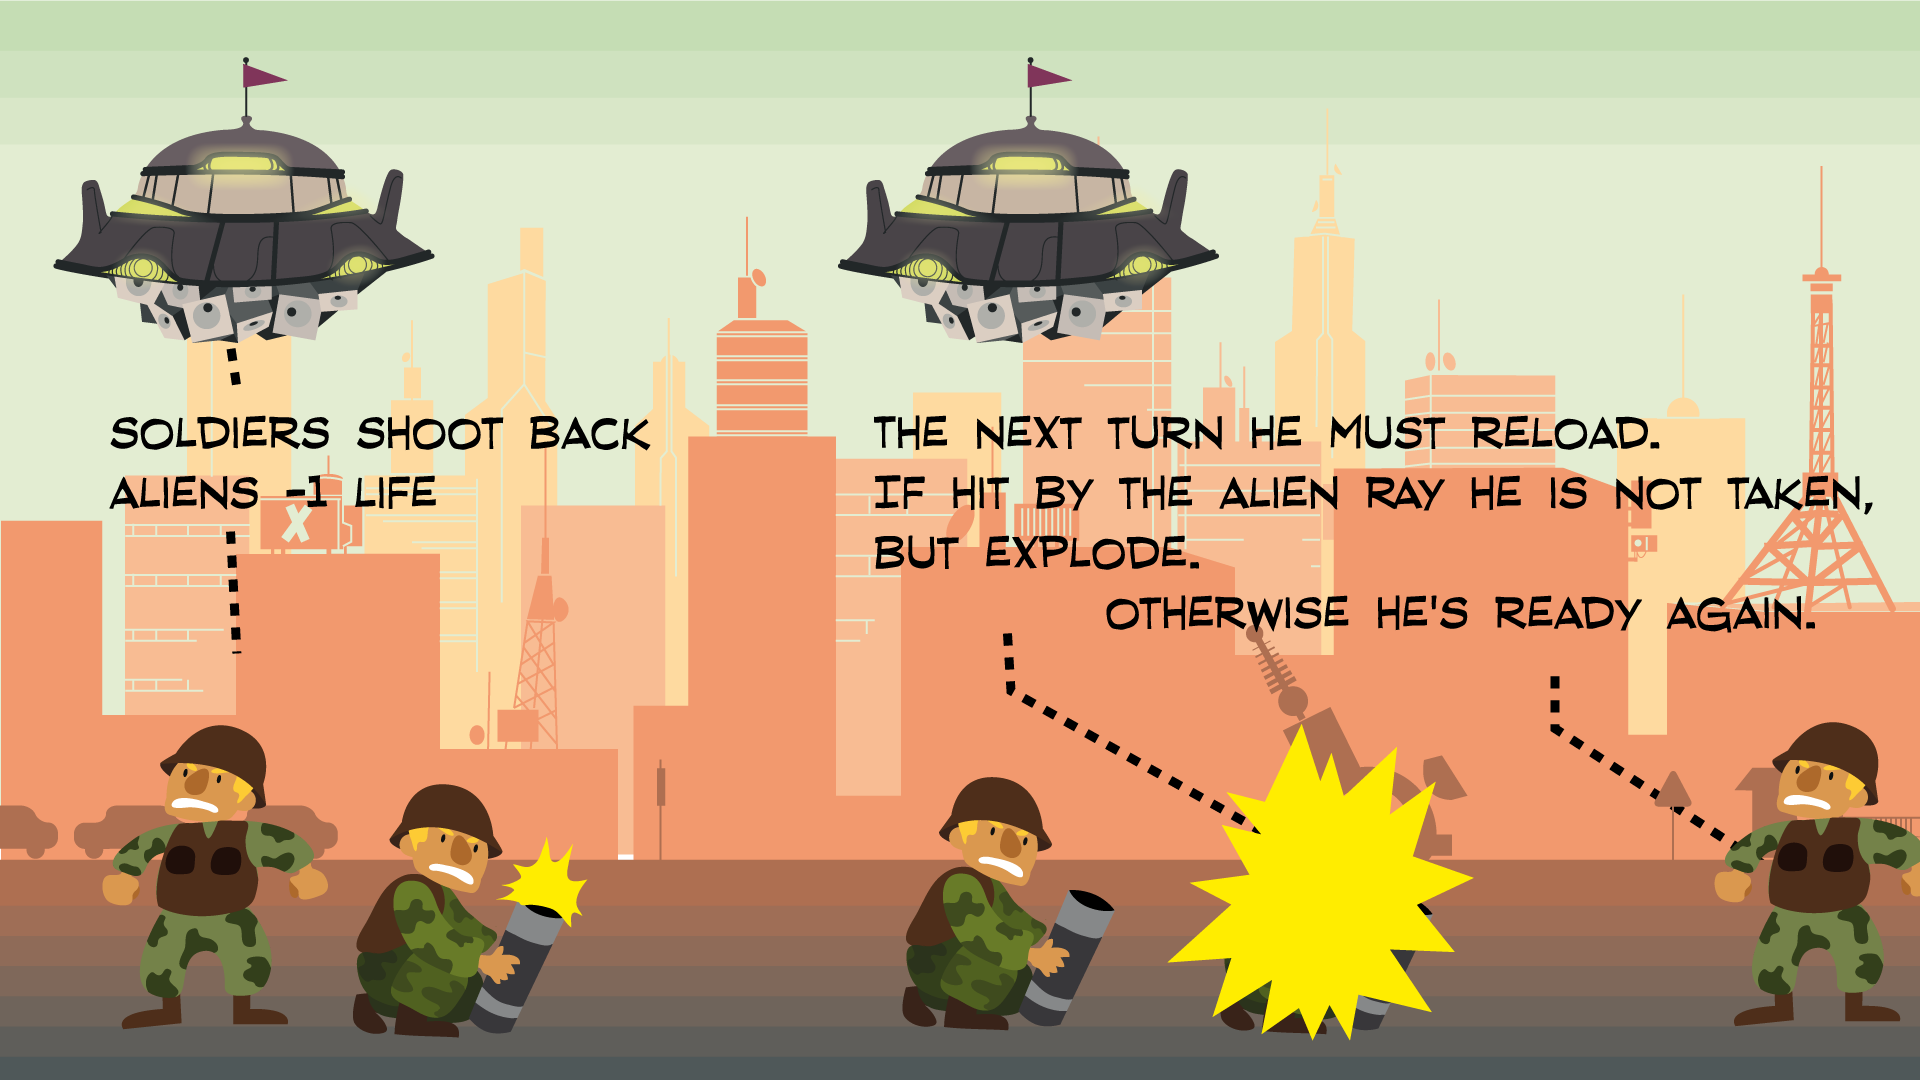 SOLDIERS SHOOT BACK
ALIENS -1 LIFE
THE NEXT TURN HE MUST RELOAD.
IF HIT BY THE ALIEN RAY HE IS NOT TAKEN,
BUT EXPLODE.
OTHERWISE HE'S READY AGAIN.
X